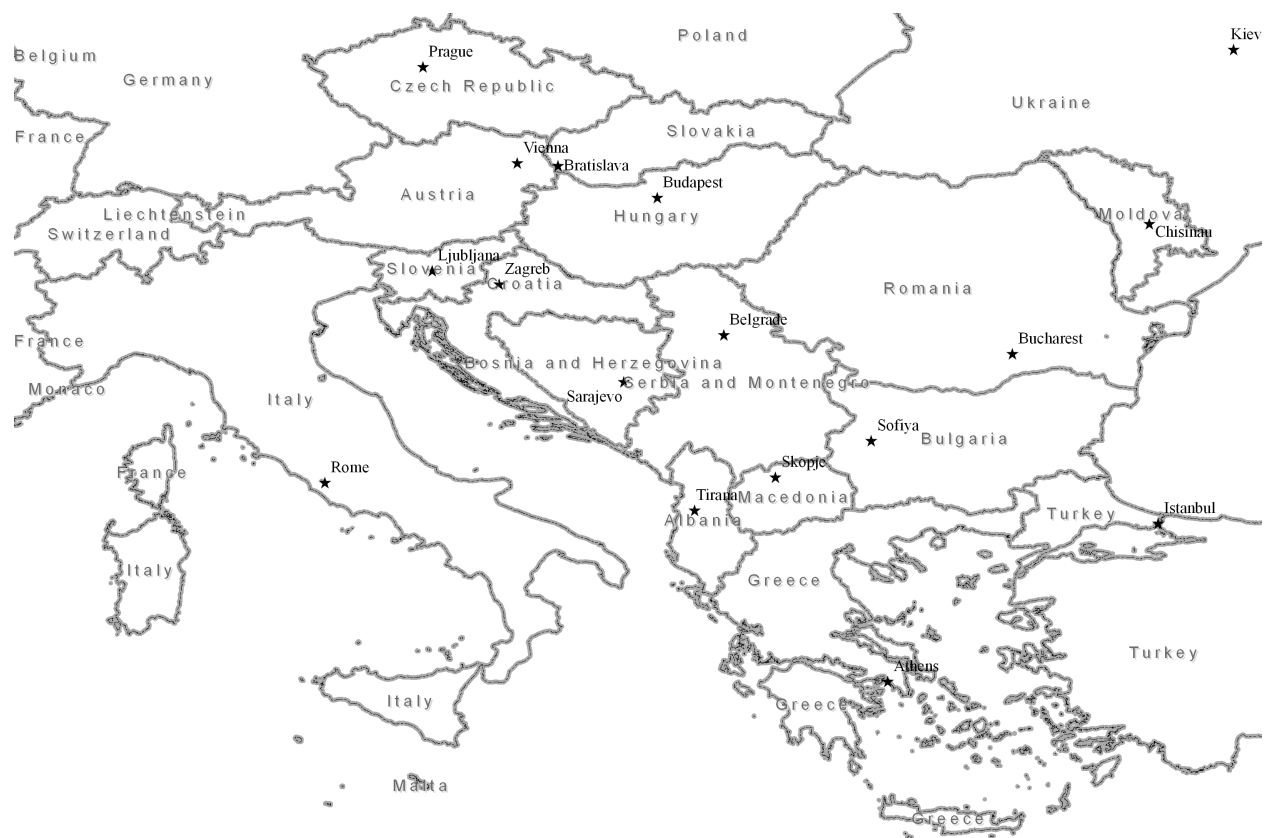 Kiev
Poland
Prague
Belgium
Germany
Czech Republic
Ukraine
France
Slovakia
Vienna
Bratislava
Budapest
Austria
Liechtenstein
Hungary
Moldova
Switzerland
Chisinau
Ljubljana
Slovenia
Zagreb
Croatia
Romania
Belgrade
Bucharest
France
Bosnia and Herzegovina
Serbia and Montenegro
Monaco
Sarajevo
Italy
Sofiya
Bulgaria
Rome
France
Skopje
Tirana
Macedonia
Istanbul
Turkey
Albania
Italy
Greece
Turkey
Athens
Italy
Greece
Malta
Greece